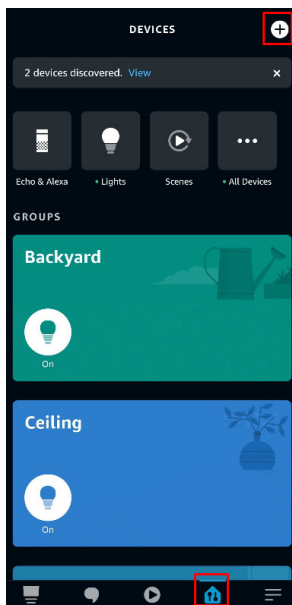 DEVICES
2 devices discovered. View
Echo & Alexa
Lights
Scenes
All Devices
GROUPS
Backyard
On
Ceiling
On